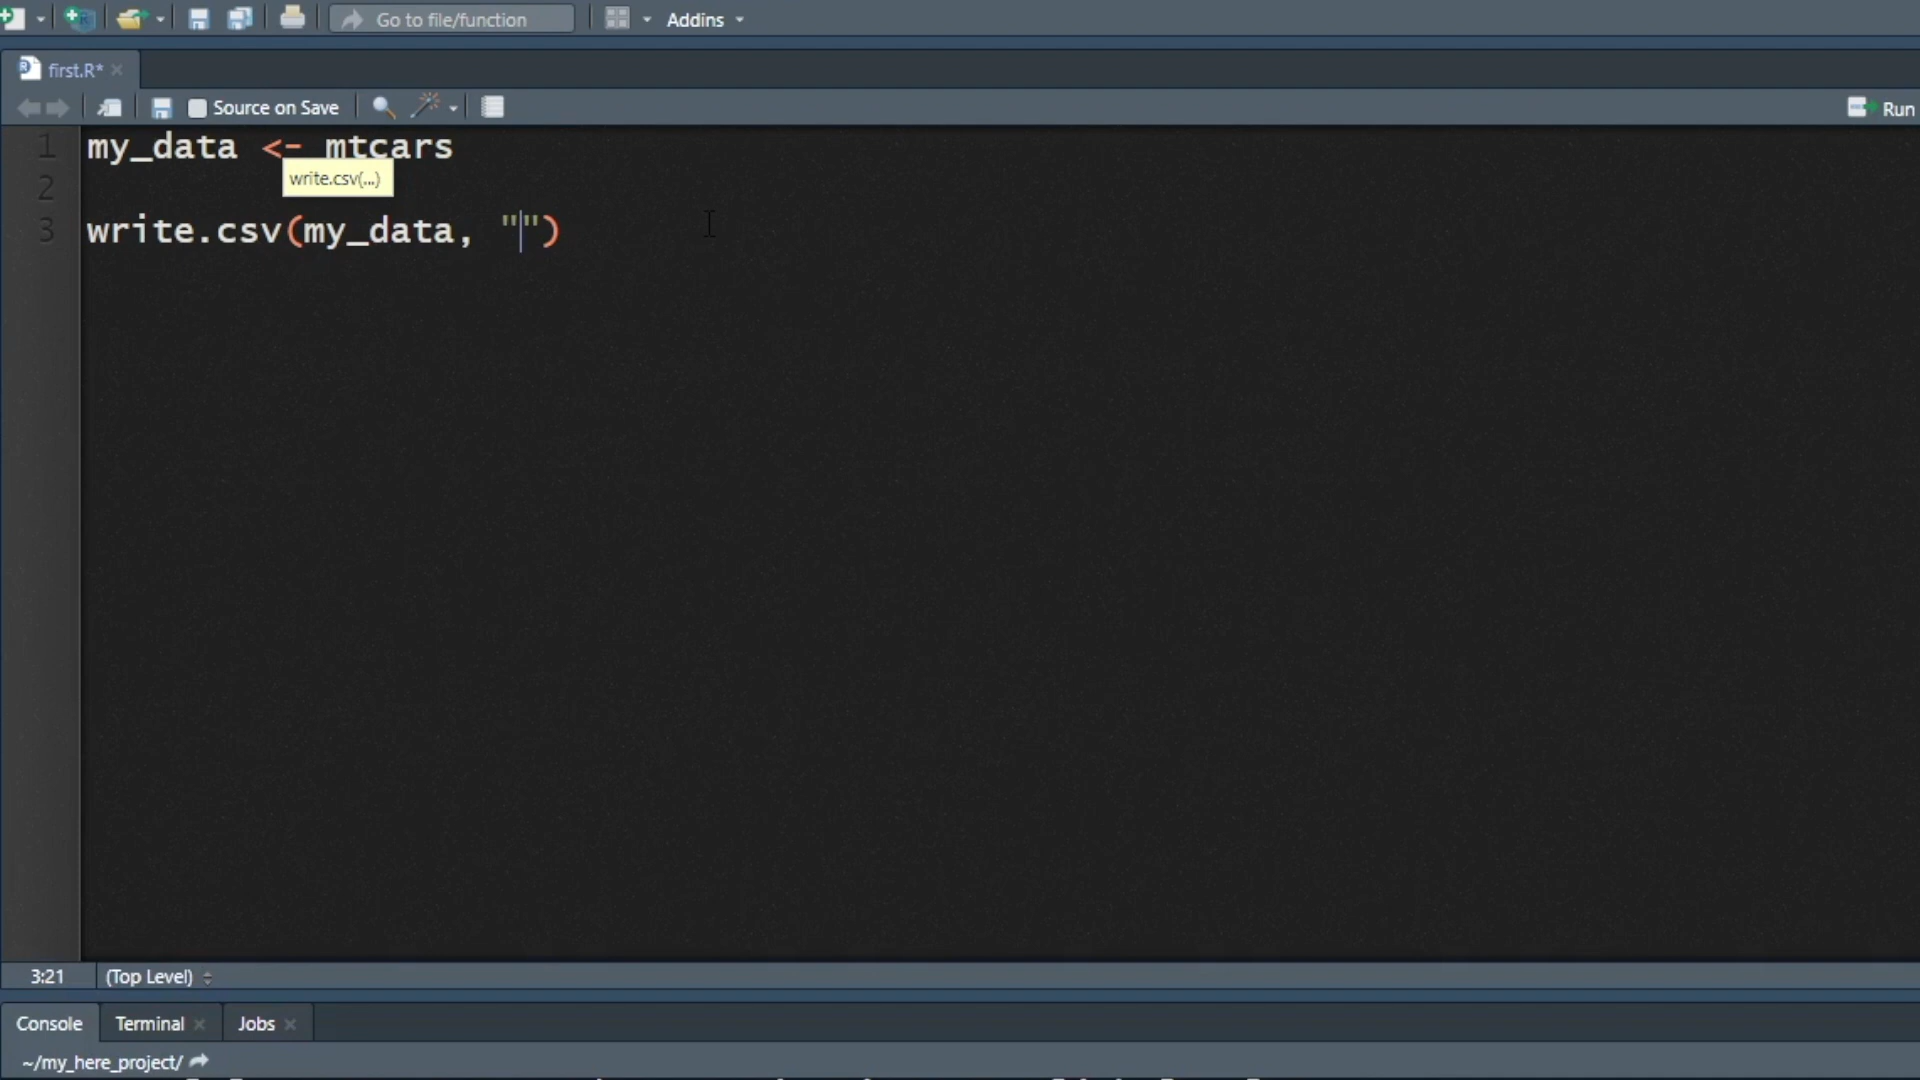 Go to file/function
Addins
first.R*
Source on Save
Run
1 my_data <- mtcars
write.csv(...)
2
3 write.csv(my_data, "")
3:21 (Top Level)
Console Terminal Jobs
~/my_here_project/